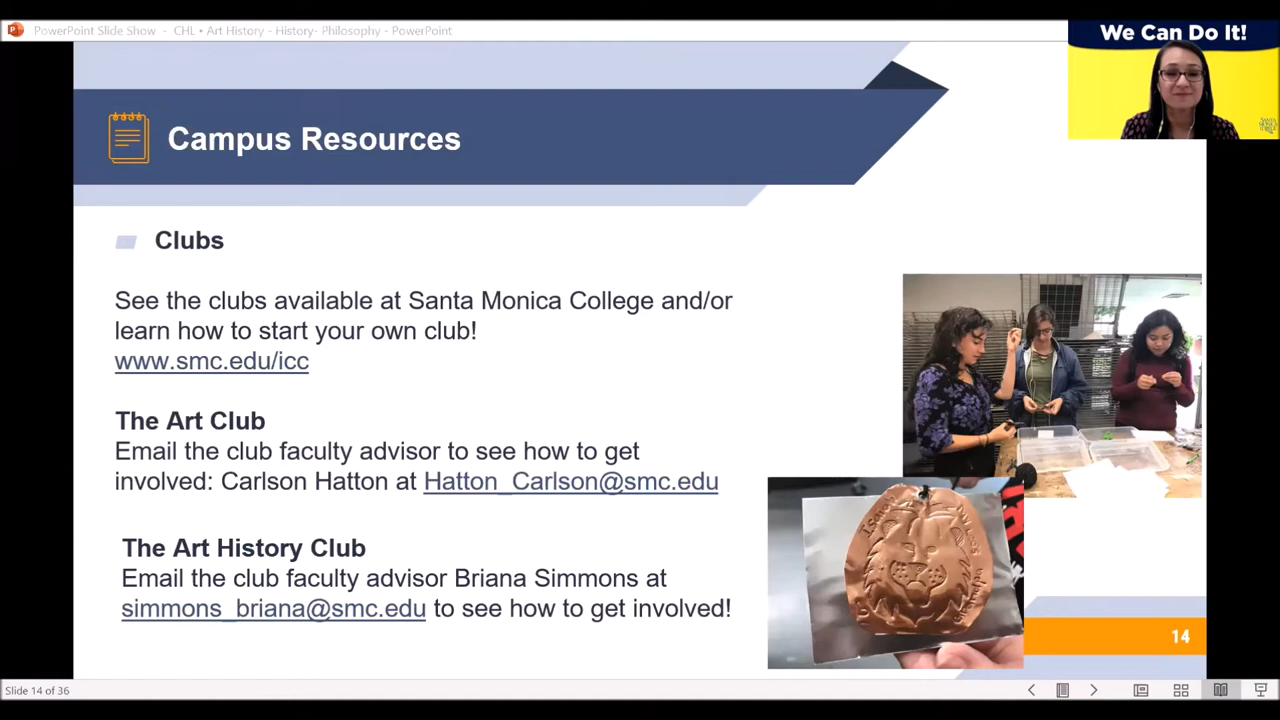 PowerPoint Slide Show - CHL • Art History - History- Philosophy - PowerPoint
We Can Do It!
Campus Resources
Clubs
See the clubs available at Santa Monica College and/or
learn how to start your own club!
www.smc.edu/icc
The Art Club
Email the club faculty advisor to see how to get
involved: Carlson Hatton at Hatton_Carlson@smc.edu
The Art History Club
Email the club faculty advisor Briana Simmons at
simmons_briana@smc.edu to see how to get involved!
14
Slide 14 of 36